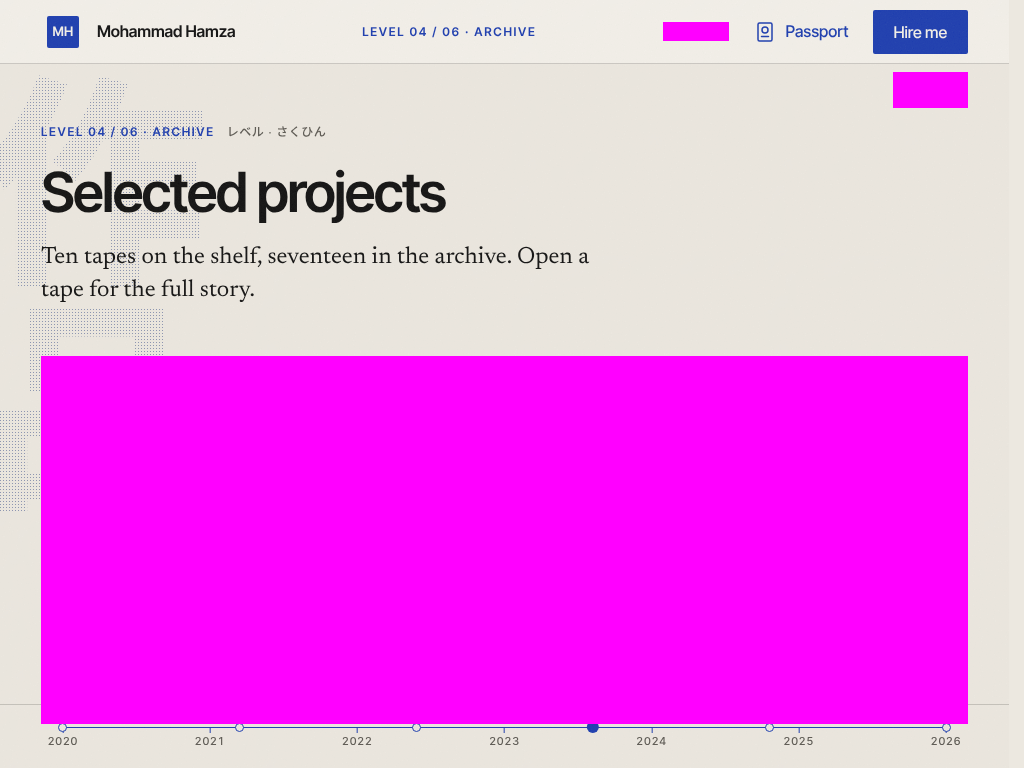 MH
Mohammad Hamza
LEVEL 04 / 06 · ARCHIVE
Passport
Hire me
LEVEL 04 / 06 · ARCHIVE レベル · さくひん
Selected projects
Ten tapes on the shelf, seventeen in the archive. Open a
tape for the full story.
2020 2021 2022 2023 2024 2025 2026